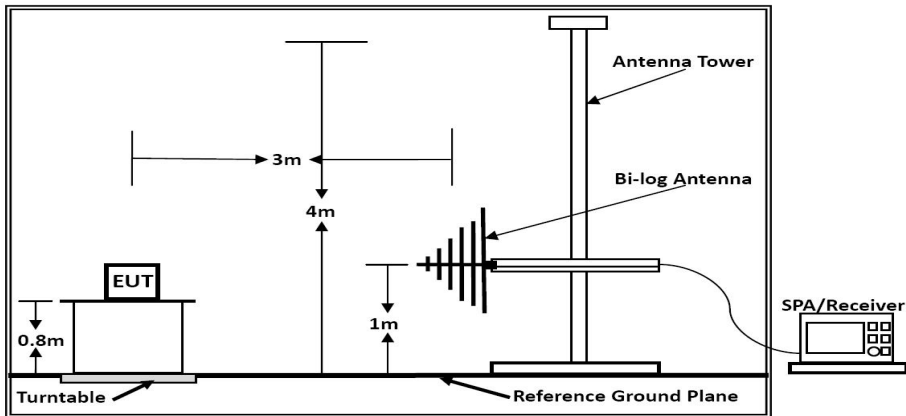 Antenna Tower
3m
Bi-log Antenna
4m
EUT
SPA/Receiver
0.8m
1m
Turntable
Reference Ground Plane